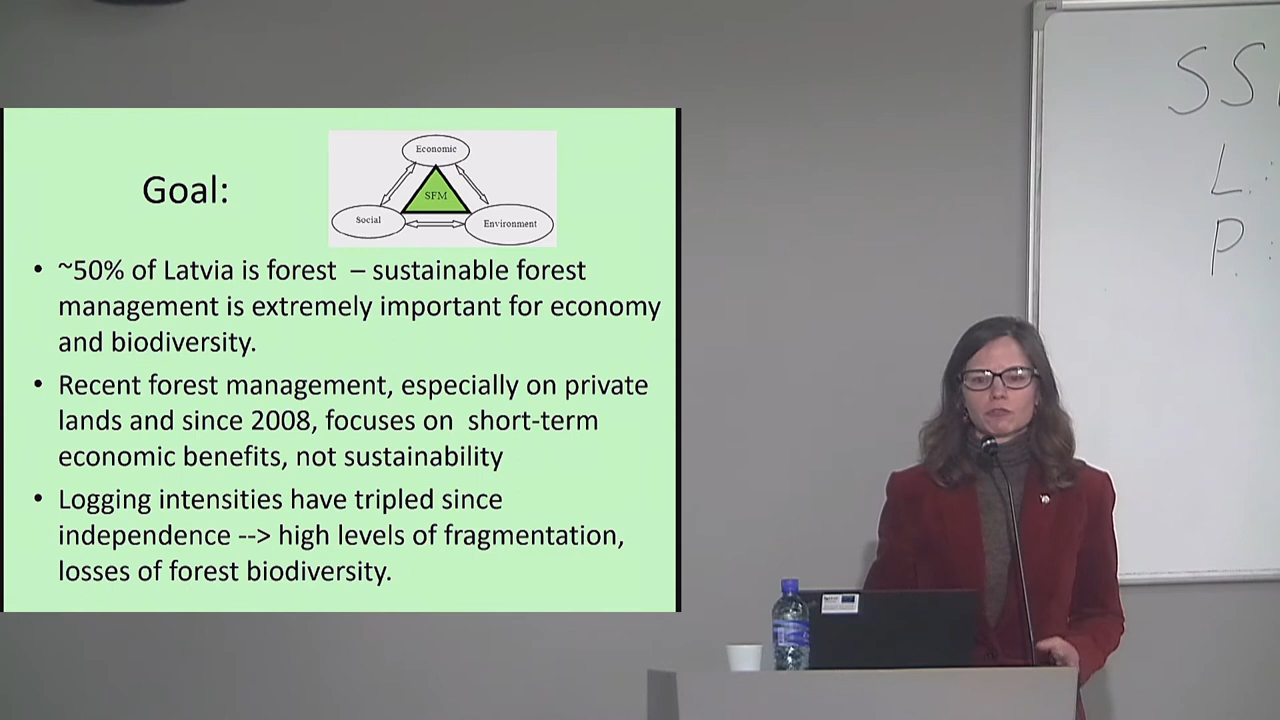 Goal:
Economic
SFM
Social
Environment
• ~50% of Latvia is forest – sustainable forest
management is extremely important for economy
and biodiversity.
• Recent forest management, especially on private
lands and since 2008, focuses on short-term
economic benefits, not sustainability
• Logging intensities have tripled since
independence --> high levels of fragmentation,
losses of forest biodiversity.
SS
L.:
P.: